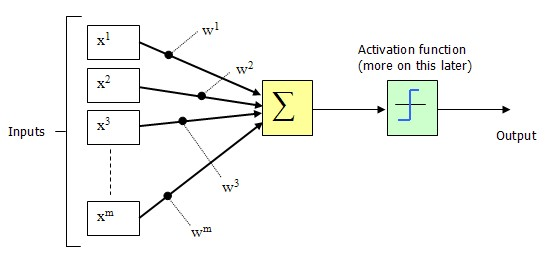 x¹
w¹
x²
w²
x³
w³
xᵐ
wᵐ
Inputs
∑
Activation function
(more on this later)
Output